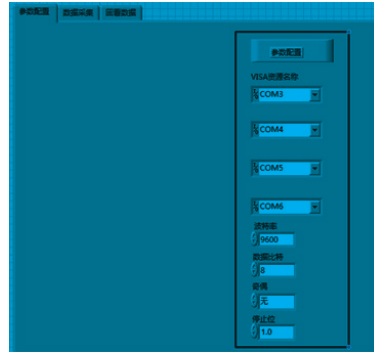 参数配置 数据采集 回看数据
参数配置
VISA资源名称
COM3
COM4
COM5
COM6
波特率
9600
数据比特
8
奇偶
无
停止位
1.0